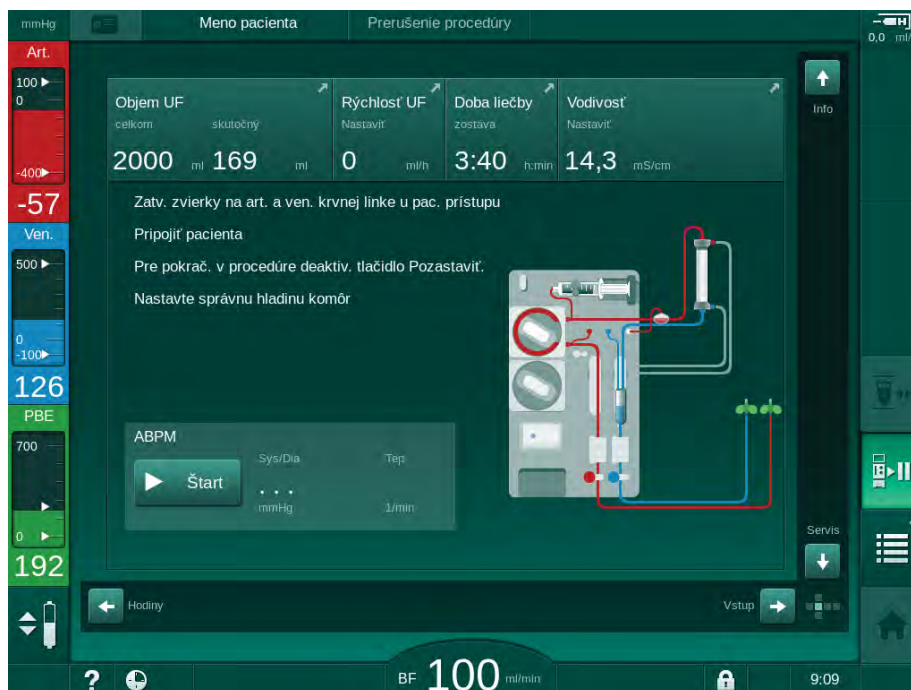 mmHg
Meno pacienta
Prerušenie procedúry
0,0 ml/
Art.
100
0
-400
-57
Ven.
500
0
-100
126
PBE
700
0
192
Objem UF
celkom skutočný
2000 ml 169 ml
Rýchlosť UF
Nastaviť
0 ml/h
Doba liečby
zostáva
3:40 h:min
Vodivosť
Nastaviť
14,3 mS/cm
Info
Zatv. zvierky na art. a ven. krvnej linke u pac. prístupu
Pripojiť pacienta
Pre pokrač. v procedúre deaktiv. tlačidlo Pozastaviť.
Nastavte správnu hladinu komôr
ABPM
Sys/Dia Tep
Štart
. . .
mmHg 1/min
Servis
Hodiny
Vstup
?
BF 100 ml/min
9:09